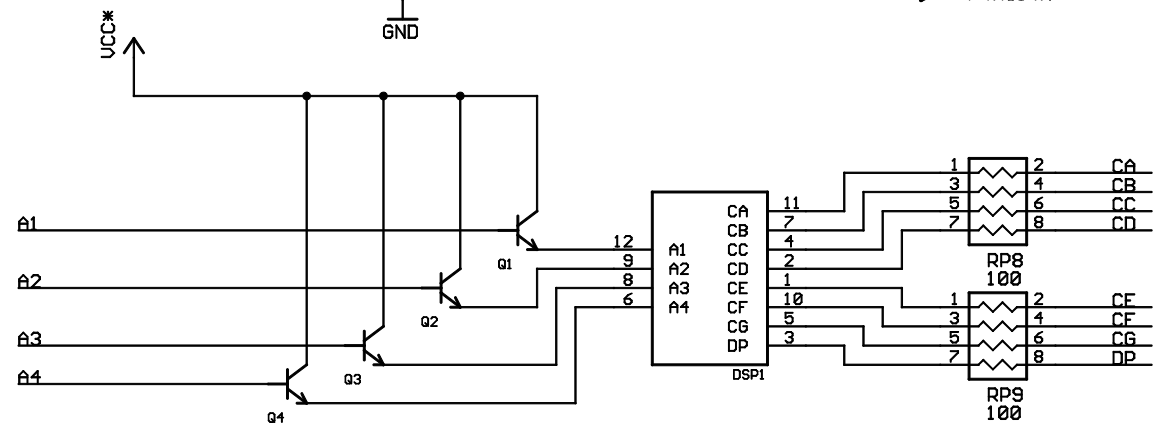 VCC*
GND
A1
A2
A3
A4
Q1
Q2
Q3
Q4
12 A1
9 A2
8 A3
6 A4
CA 11
CB 7
CC 4
CD 2
CE 1
CF 10
CG 5
DP 3
DSP1
1 2 CA
3 4 CB
5 6 CC
7 8 CD
RP8
100
1 2 CE
3 4 CF
5 6 CG
7 8 DP
RP9
100